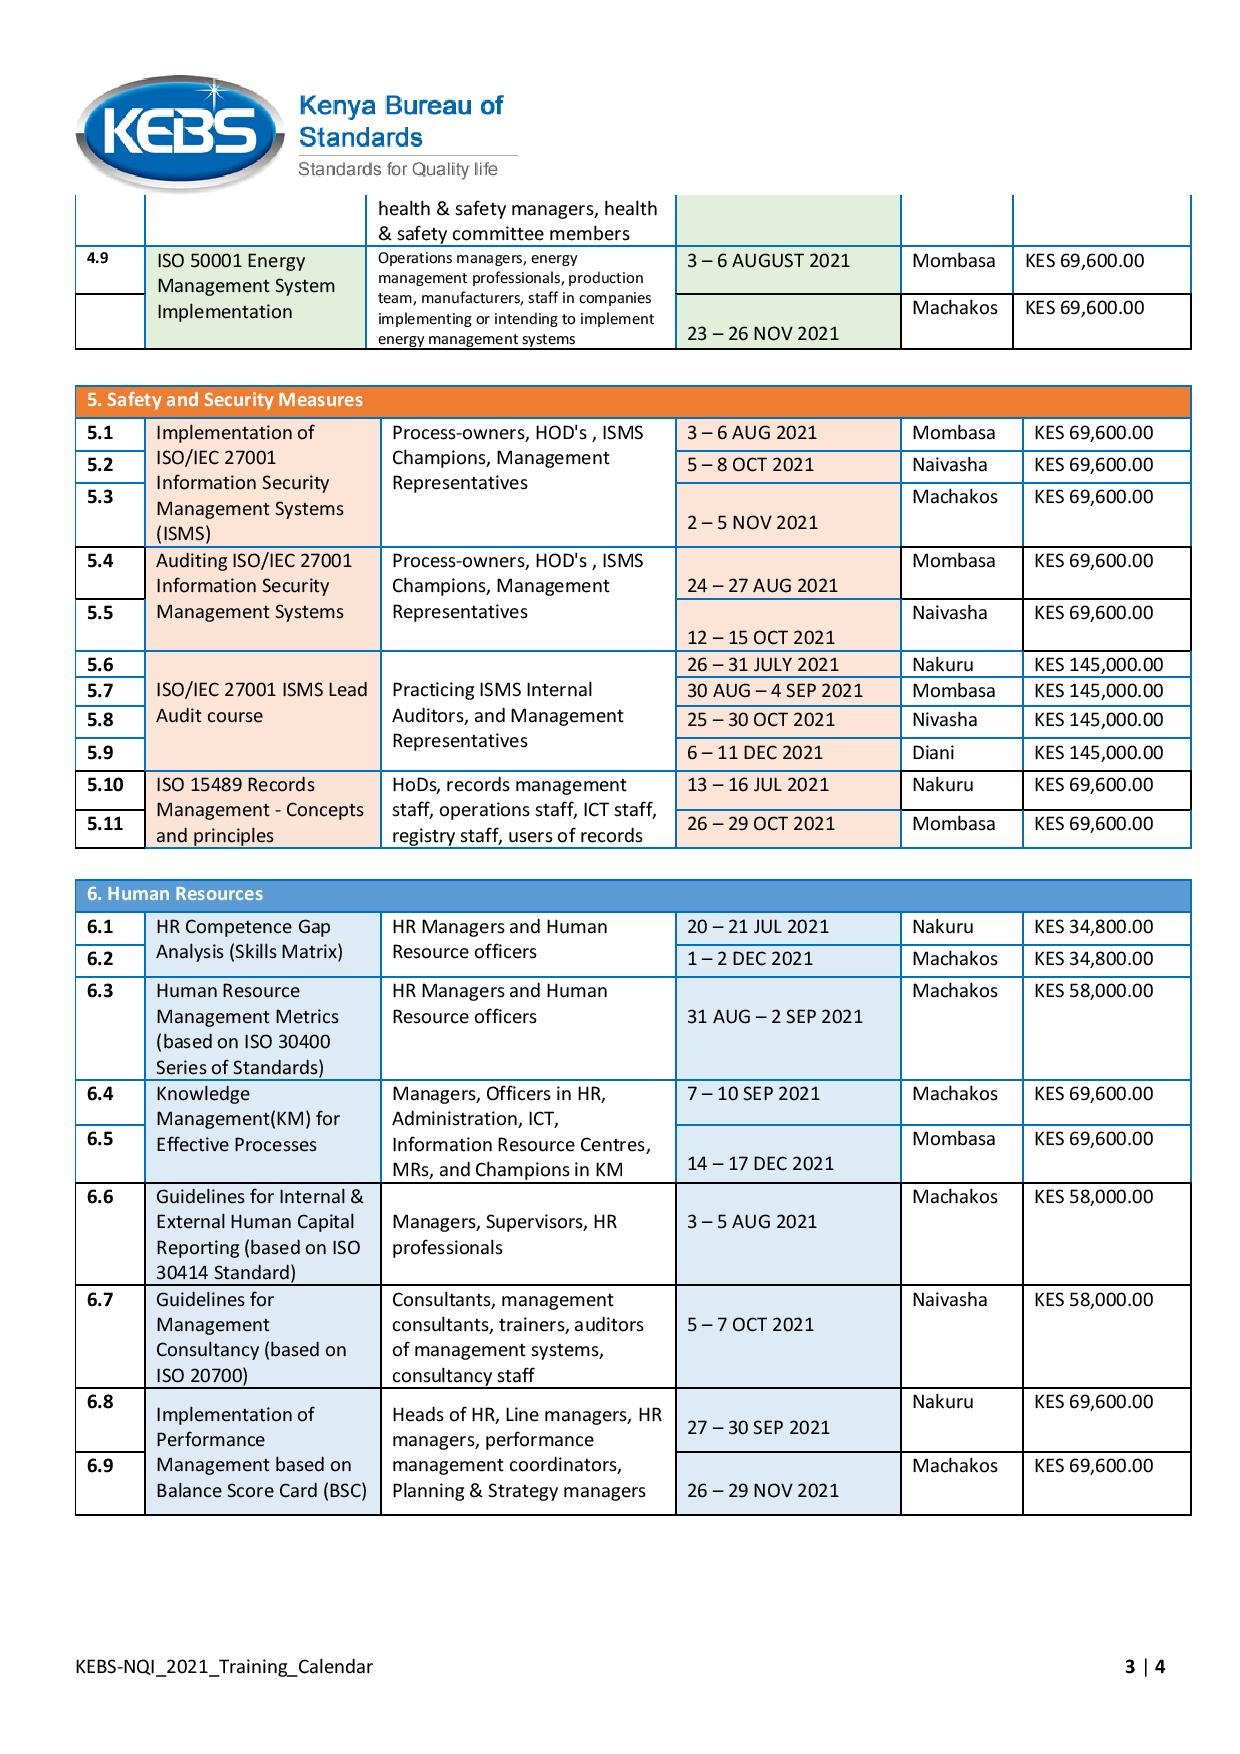 KEBS
Kenya Bureau of
Standards
Standards for Quality life
health & safety managers, health
& safety committee members
4.9
ISO 50001 Energy
Management System
Implementation
Operations managers, energy
management professionals, production
team, manufacturers, staff in companies
implementing or intending to implement
energy management systems
3 – 6 AUGUST 2021
Mombasa
KES 69,600.00
23 – 26 NOV 2021
Machakos
KES 69,600.00
5. Safety and Security Measures
5.1
Implementation of
ISO/IEC 27001
Information Security
Management Systems
(ISMS)
Process-owners, HOD's , ISMS
Champions, Management
Representatives
3 – 6 AUG 2021
Mombasa
KES 69,600.00
5.2
5 – 8 OCT 2021
Naivasha
KES 69,600.00
5.3
2 – 5 NOV 2021
Machakos
KES 69,600.00
5.4
Auditing ISO/IEC 27001
Information Security
Management Systems
Process-owners, HOD's , ISMS
Champions, Management
Representatives
24 – 27 AUG 2021
Mombasa
KES 69,600.00
5.5
12 – 15 OCT 2021
Naivasha
KES 69,600.00
5.6
ISO/IEC 27001 ISMS Lead
Audit course
Practicing ISMS Internal
Auditors, and Management
Representatives
26 – 31 JULY 2021
Nakuru
KES 145,000.00
5.7
30 AUG – 4 SEP 2021
Mombasa
KES 145,000.00
5.8
25 – 30 OCT 2021
Nivasha
KES 145,000.00
5.9
6 – 11 DEC 2021
Diani
KES 145,000.00
5.10
ISO 15489 Records
Management - Concepts
and principles
HoDs, records management
staff, operations staff, ICT staff,
registry staff, users of records
13 – 16 JUL 2021
Nakuru
KES 69,600.00
5.11
26 – 29 OCT 2021
Mombasa
KES 69,600.00
6. Human Resources
6.1
HR Competence Gap
Analysis (Skills Matrix)
HR Managers and Human
Resource officers
20 – 21 JUL 2021
Nakuru
KES 34,800.00
6.2
1 – 2 DEC 2021
Machakos
KES 34,800.00
6.3
Human Resource
Management Metrics
(based on ISO 30400
Series of Standards)
HR Managers and Human
Resource officers
31 AUG – 2 SEP 2021
Machakos
KES 58,000.00
6.4
Knowledge
Management(KM) for
Effective Processes
Managers, Officers in HR,
Administration, ICT,
Information Resource Centres,
MRs, and Champions in KM
7 – 10 SEP 2021
Machakos
KES 69,600.00
6.5
14 – 17 DEC 2021
Mombasa
KES 69,600.00
6.6
Guidelines for Internal &
External Human Capital
Reporting (based on ISO
30414 Standard)
Managers, Supervisors, HR
professionals
3 – 5 AUG 2021
Machakos
KES 58,000.00
6.7
Guidelines for
Management
Consultancy (based on
ISO 20700)
Consultants, management
consultants, trainers, auditors
of management systems,
consultancy staff
5 – 7 OCT 2021
Naivasha
KES 58,000.00
6.8
Implementation of
Performance
Management based on
Balance Score Card (BSC)
Heads of HR, Line managers, HR
managers, performance
management coordinators,
Planning & Strategy managers
27 – 30 SEP 2021
Nakuru
KES 69,600.00
6.9
26 – 29 NOV 2021
Machakos
KES 69,600.00
KEBS-NQI_2021_Training_Calendar
3 | 4